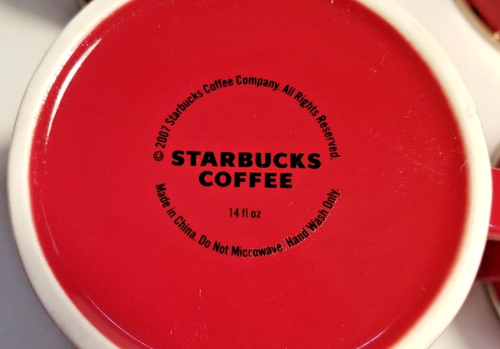 © 2007 Starbucks Coffee Company. All Rights Reserved.
STARBUCKS
COFFEE
14 fl oz
Made in China. Do Not Microwave. Hand Wash Only.